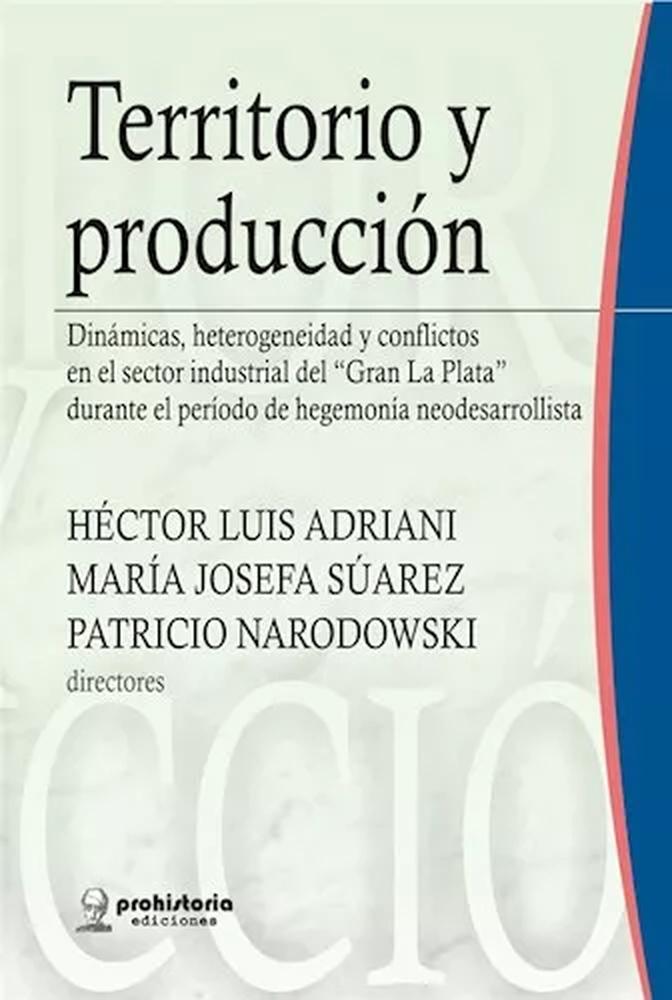 Territorio y
producción
Dinámicas, heterogeneidad y conflictos
en el sector industrial del “Gran La Plata”
durante el período de hegemonía neodesarrollista
HÉCTOR LUIS ADRIANI
MARÍA JOSEFA SÚAREZ
PATRICIO NARODOWSKI
directores
CCIÓ
prohistoria
ediciones